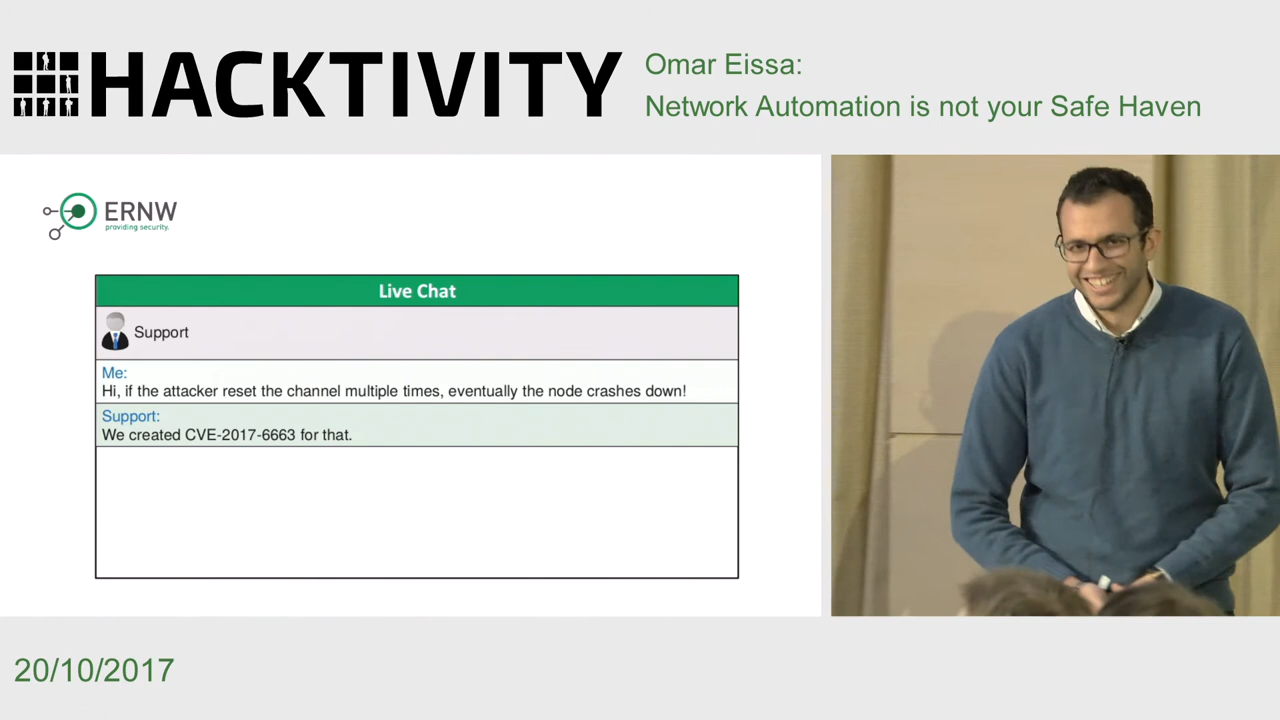 HACKTIVITY
Omar Eissa:
Network Automation is not your Safe Haven
ERNW
providing security.
Live Chat
Support
Me:
Hi, if the attacker reset the channel multiple times, eventually the node crashes down!
Support:
We created CVE-2017-6663 for that.
20/10/2017